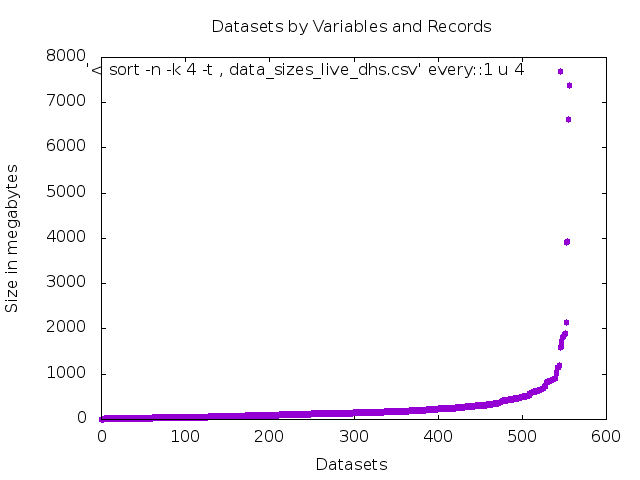 Datasets by Variables and Records
8000
'< sort -n -k 4 -t , data_sizes_live_dhs.csv' every::1 u 4
7000
6000
5000
4000
3000
2000
1000
0
Size in megabytes
0 100 200 300 400 500 600
Datasets